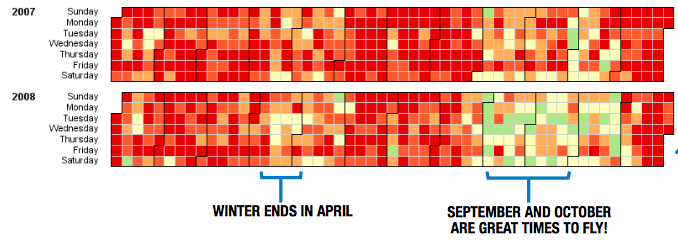 2007
Sunday
Monday
Tuesday
Wednesday
Thursday
Friday
Saturday
2008
Sunday
Monday
Tuesday
Wednesday
Thursday
Friday
Saturday
WINTER ENDS IN APRIL
SEPTEMBER AND OCTOBER
ARE GREAT TIMES TO FLY!